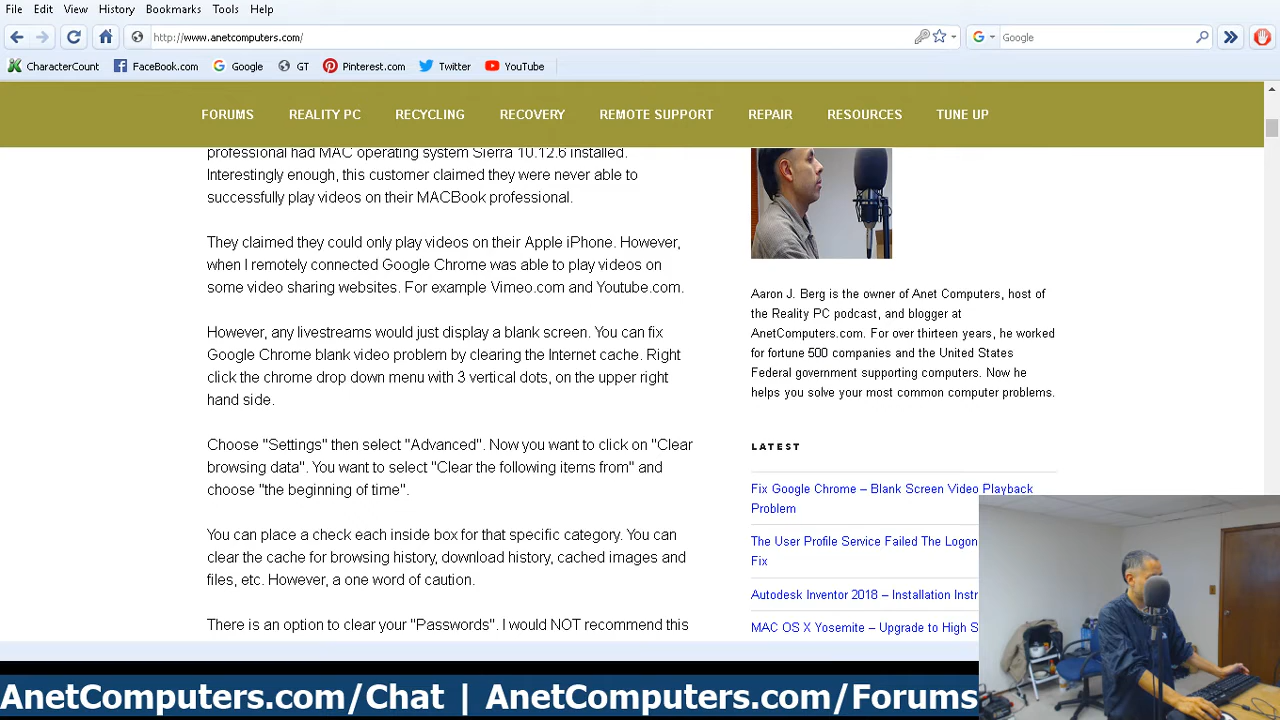 File Edit View History Bookmarks Tools Help
http://www.anetcomputers.com/
Google
CharacterCount FaceBook.com Google GT Pinterest.com Twitter YouTube
FORUMS REALITY PC RECYCLING RECOVERY REMOTE SUPPORT REPAIR RESOURCES TUNE UP
professional had MAC operating system Sierra 10.12.6 installed.
Interestingly enough, this customer claimed they were never able to
successfully play videos on their MACBook professional.
They claimed they could only play videos on their Apple iPhone. However,
when I remotely connected Google Chrome was able to play videos on
some video sharing websites. For example Vimeo.com and Youtube.com.
However, any livestreams would just display a blank screen. You can fix
Google Chrome blank video problem by clearing the Internet cache. Right
click the chrome drop down menu with 3 vertical dots, on the upper right
hand side.
Choose "Settings" then select "Advanced". Now you want to click on "Clear
browsing data". You want to select "Clear the following items from" and
choose "the beginning of time".
You can place a check each inside box for that specific category. You can
clear the cache for browsing history, download history, cached images and
files, etc. However, a one word of caution.
There is an option to clear your "Passwords". I would NOT recommend this
Aaron J. Berg is the owner of Anet Computers, host of
the Reality PC podcast, and blogger at
AnetComputers.com. For over thirteen years, he worked
for fortune 500 companies and the United States
Federal government supporting computers. Now he
helps you solve your most common computer problems.
LATEST
Fix Google Chrome – Blank Screen Video Playback
Problem
The User Profile Service Failed The Logon
Fix
Autodesk Inventor 2018 – Installation Instr
MAC OS X Yosemite – Upgrade to High S
AnetComputers.com/Chat | AnetComputers.com/Forums